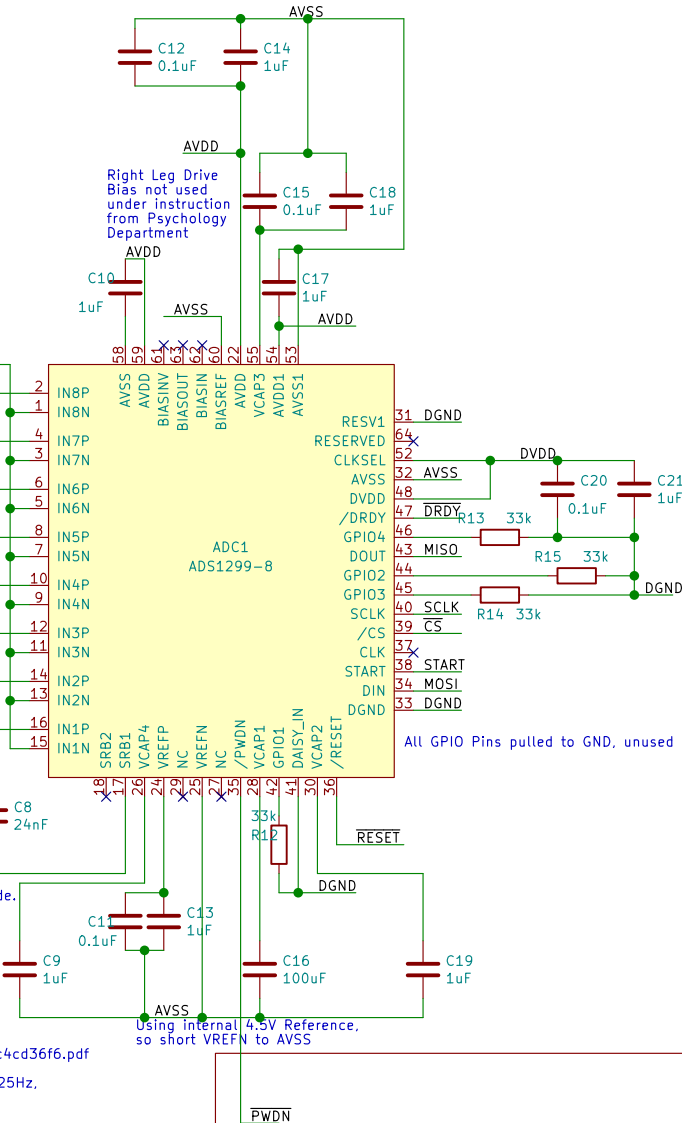 AVSS
C12
0.1uF
C14
1uF
AVDD
Right Leg Drive
Bias not used
under instruction
from Psychology
Department
C15
0.1uF
C18
1uF
AVDD
C10
1uF
C17
1uF
AVSS
AVDD
58
59
61
63
62
60
22
55
54
53
AVSS
AVDD
BIASINV
BIASOUT
BIASIN
BIASREF
AVDD
VCAP3
AVDD1
AVSS1
2 IN8P
1 IN8N
4 IN7P
3 IN7N
6 IN6P
5 IN6N
8 IN5P
7 IN5N
10 IN4P
9 IN4N
12 IN3P
11 IN3N
14 IN2P
13 IN2N
16 IN1P
15 IN1N
ADC1
ADS1299-8
RESV1 31 DGND
RESERVED 64
CLKSEL 52
AVSS 32 AVSS
DVDD 48
/DRDY 47 DRDY
GPIO4 46
DOUT 43 MISO
GPIO2 44
GPIO3 45
SCLK 40 SCLK
/CS 39 CS
CLK 37
START 38 START
DIN 34 MOSI
DGND 33 DGND
DVDD
C20
0.1uF
C21
1uF
R13 33k
R15 33k
DGND
R14 33k
All GPIO Pins pulled to GND, unused
SRB2
SRB1
VCAP4
VREFP
NC
VREFN
NC
/PWDN
VCAP1
GPIO1
DAISY_IN
VCAP2
/RESET
18
17
26
24
29
25
27
35
28
42
41
30
36
C8
24nF
33k
R12
RESET
DGND
de.
C11
0.1uF
C13
1uF
C9
1uF
C16
100uF
C19
1uF
AVSS
Using internal 4.5V Reference,
so short VREFN to AVSS
c4cd36f6.pdf
25Hz,
PWDN